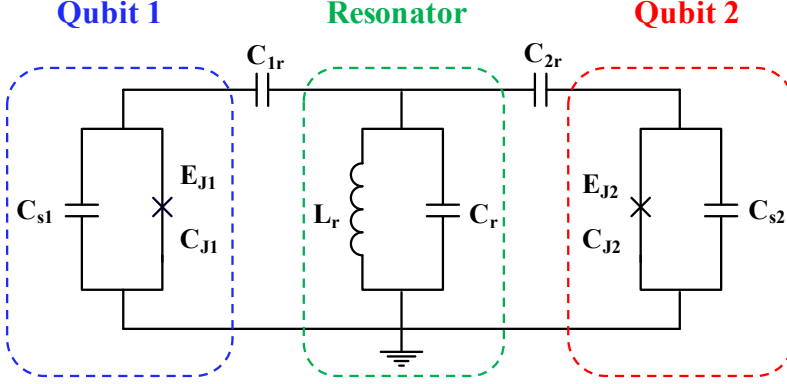 Qubit 1 Resonator Qubit 2
C1r C2r
EJ1 EJ2
Cs1 Lr Cr Cs2
CJ1 CJ2